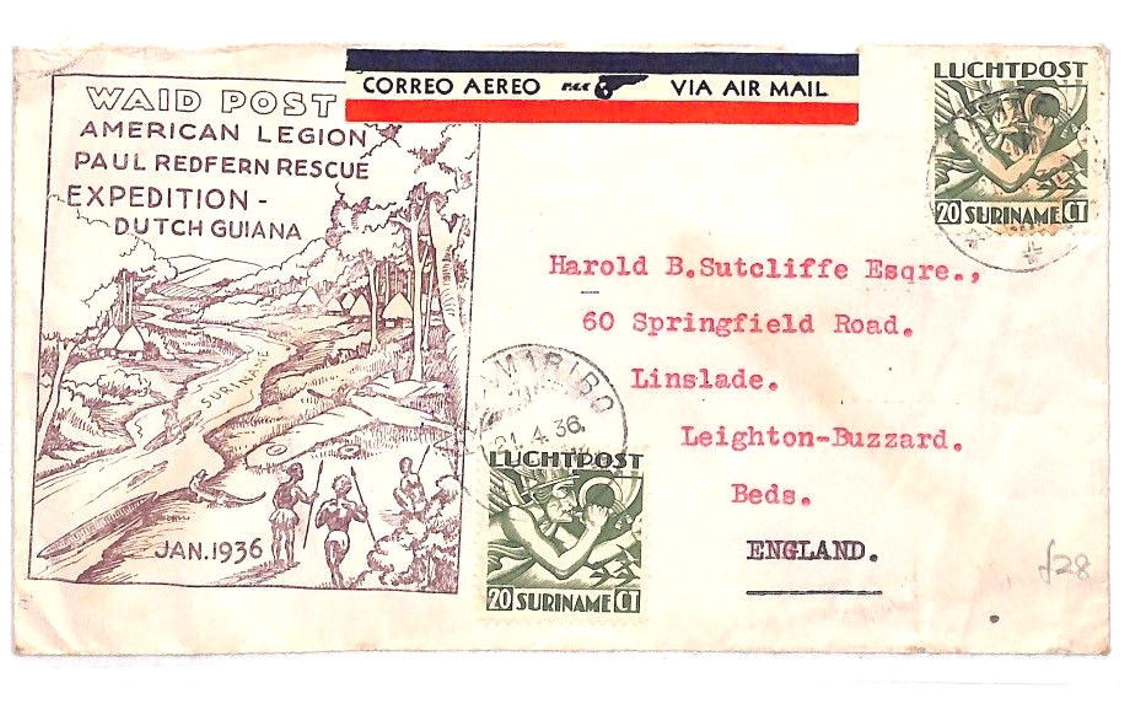 WAID POST
AMERICAN LEGION
PAUL REDFERN RESCUE
EXPEDITION -
DUTCH GUIANA
SURINAME
JAN. 1936
CORREO AEREO VIA AIR MAIL
LUCHTPOST
20 SURINAME CT
Harold B.Sutcliffe Esqre.,
60 Springfield Road.
Linslade.
Leighton-Buzzard.
Beds.
ENGLAND.
21. 4. 36.
LUCHTPOST
20 SURINAME CT
£28